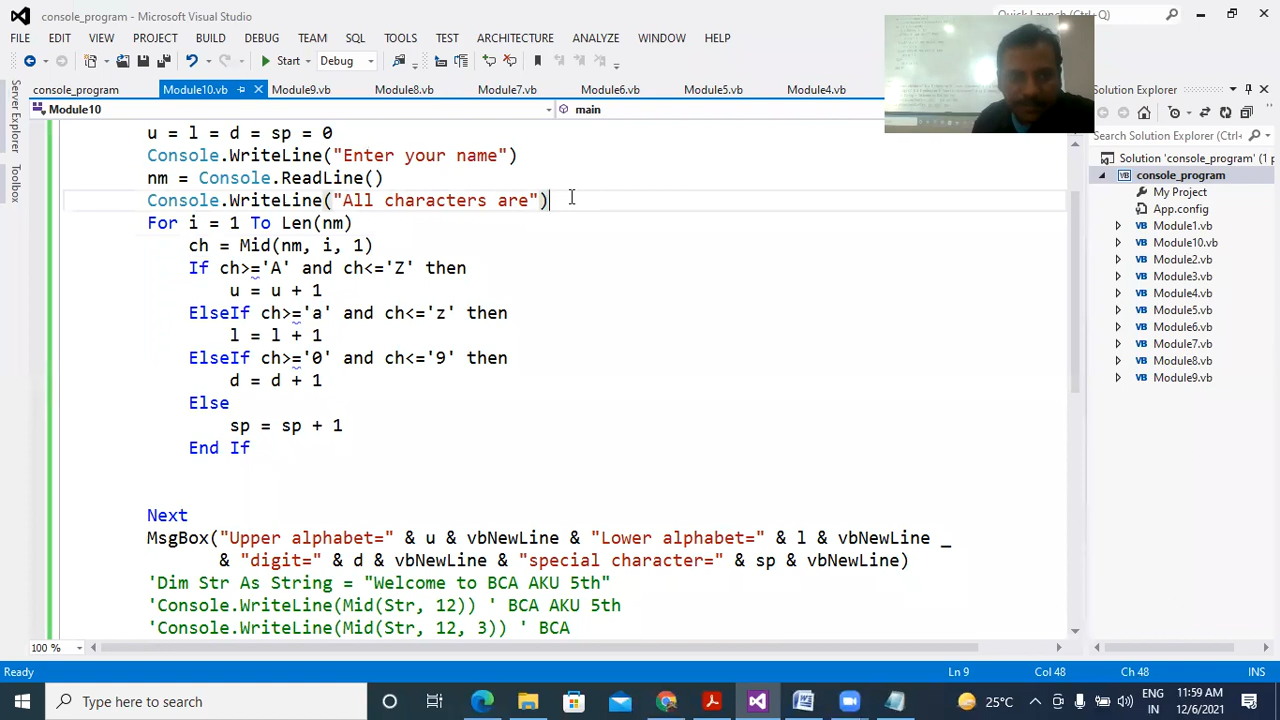 console_program - Microsoft Visual Studio
Quick Launch (Ctrl+Q)
FILE EDIT VIEW PROJECT DEBUG TEAM TOOLS TEST ARCHITECTURE ANALYZE WINDOW HELP
Start Debug
console_program Module10.vb Module9.vb Module8.vb Module7.vb Module6.vb Module5.vb Module4.vb
Module10 main
Server Explorer
Toolbox
u = l = d = sp = 0
Console.WriteLine("Enter your name")
nm = Console.ReadLine()
Console.WriteLine("All characters are")
For i = 1 To Len(nm)
ch = Mid(nm, i, 1)
If ch>='A' and ch<='Z' then
u = u + 1
ElseIf ch>='a' and ch<='z' then
l = l + 1
ElseIf ch>='0' and ch<='9' then
d = d + 1
Else
sp = sp + 1
End If
Next
MsgBox("Upper alphabet=" & u & vbNewLine & "Lower alphabet=" & l & vbNewLine _
& "digit=" & d & vbNewLine & "special character=" & sp & vbNewLine)
'Dim Str As String = "Welcome to BCA AKU 5th"
'Console.WriteLine(Mid(Str, 12)) ' BCA AKU 5th
'Console.WriteLine(Mid(Str, 12, 3)) ' BCA
100 %
Solution Explorer
Search Solution Explorer (Ctrl+
Solution 'console_program' (1 p
console_program
My Project
App.config
Module1.vb
Module10.vb
Module2.vb
Module3.vb
Module4.vb
Module5.vb
Module6.vb
Module7.vb
Module8.vb
Module9.vb
Ready Ln 9 Col 48 Ch 48 INS
Type here to search
25°C
ENG
IN
11:59 AM
12/6/2021